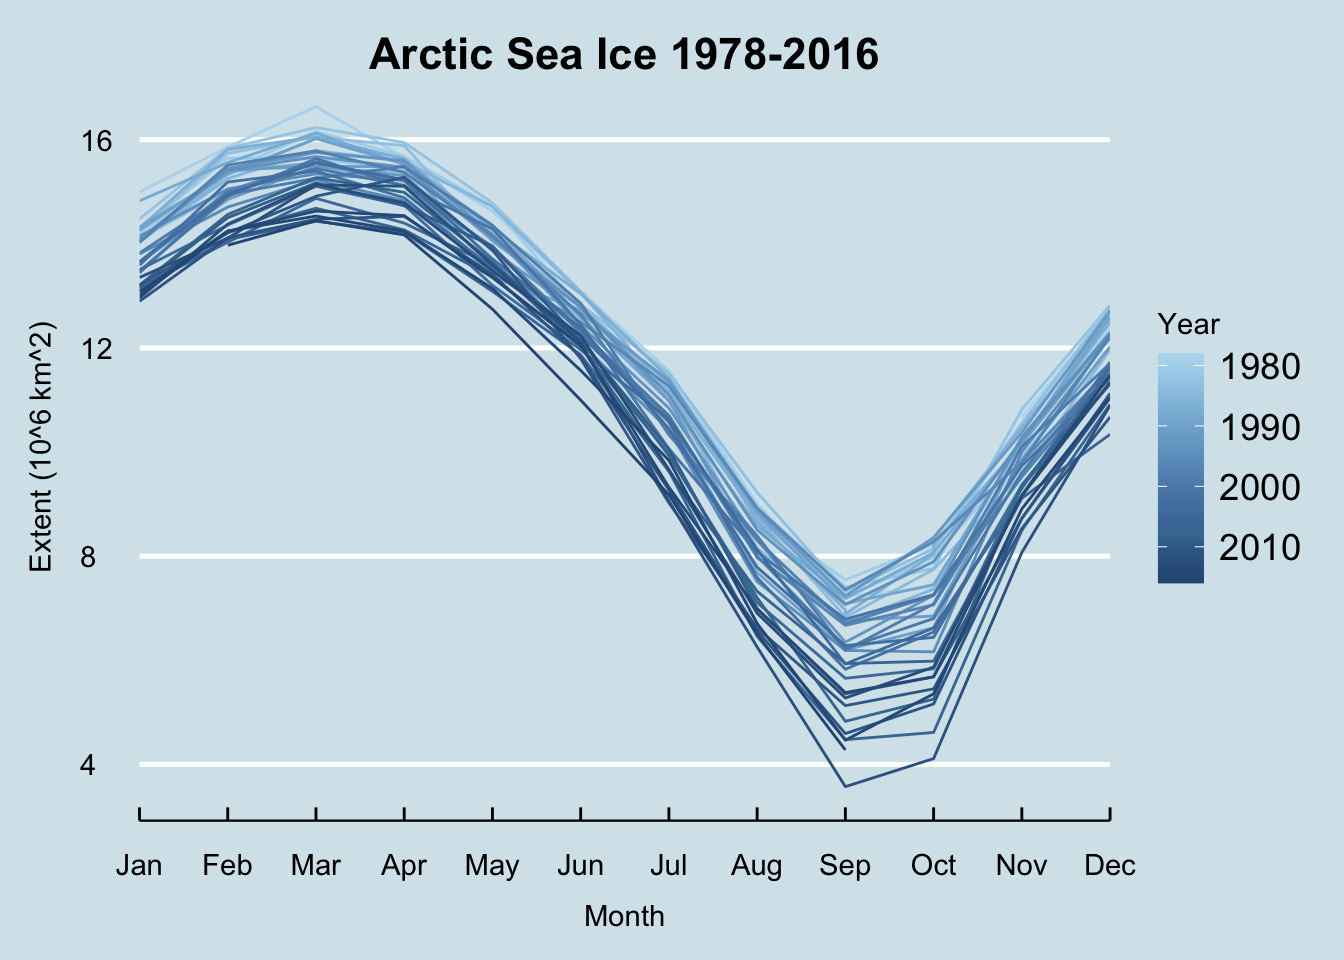 Arctic Sea Ice 1978-2016
Extent (10^6 km^2)
16
12
8
4
Jan Feb Mar Apr May Jun Jul Aug Sep Oct Nov Dec
Month
Year
1980
1990
2000
2010